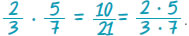 2/3 · 5/7 = 10/21 = 2 · 5/3 · 7.